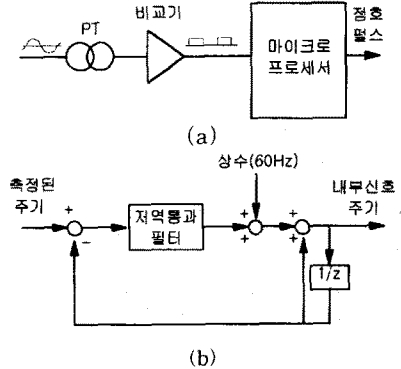 PT
비교기
마이크로
프로세서
점호
펄스
(a)
상수(60Hz)
측정된
주기
+
−
저역통과
필터
+
+
+
+
내부신호
주기
1/z
(b)